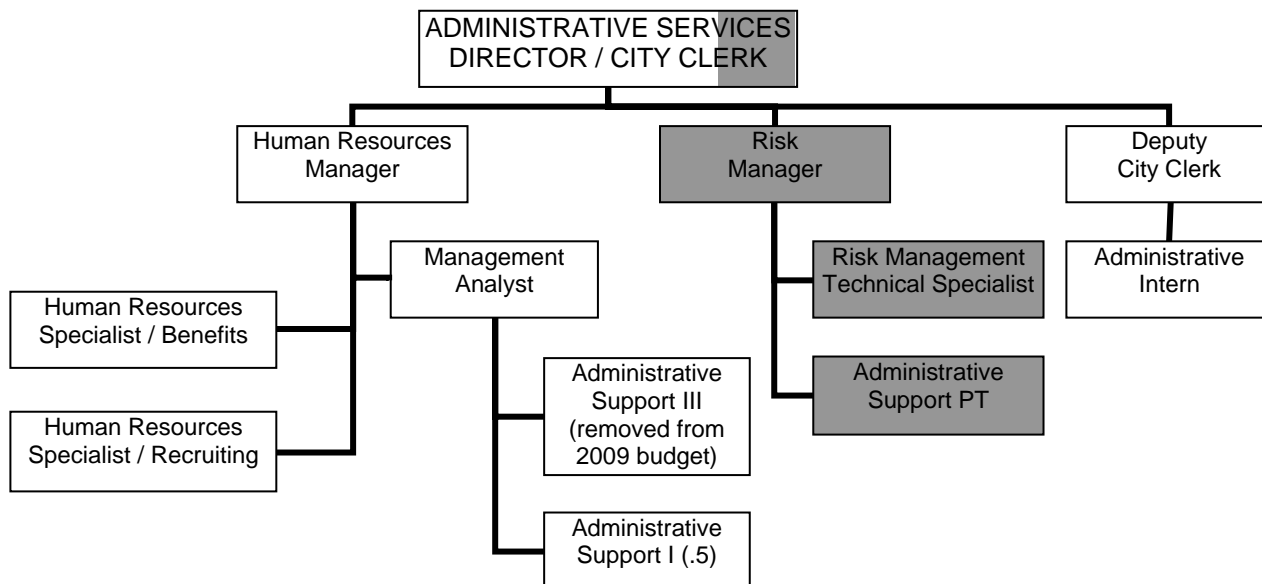 ADMINISTRATIVE SERVICES
DIRECTOR / CITY CLERK
Human Resources
Manager
Risk
Manager
Deputy
City Clerk
Management
Analyst
Risk Management
Technical Specialist
Administrative
Intern
Human Resources
Specialist / Benefits
Administrative
Support III
(removed from
2009 budget)
Administrative
Support PT
Human Resources
Specialist / Recruiting
Administrative
Support I (.5)